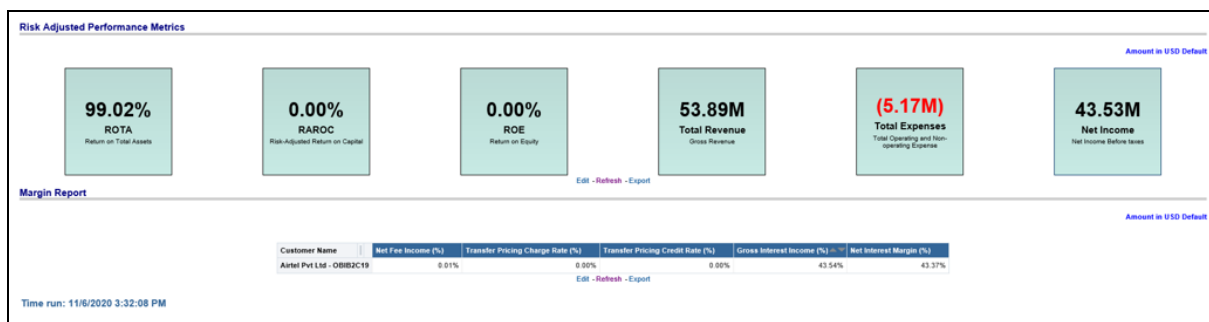 Risk Adjusted Performance Metrics
Amount in USD Default
99.02%
ROTA
Return on Total Assets
0.00%
RAROC
Risk-Adjusted Return on Capital
0.00%
ROE
Return on Equity
53.89M
Total Revenue
Gross Revenue
(5.17M)
Total Expenses
Total Operating and Non-
operating Expense
43.53M
Net Income
Net Income Before taxes
Edit - Refresh - Export
Margin Report
Amount in USD Default
Customer Name Net Fee Income (%) Transfer Pricing Charge Rate (%) Transfer Pricing Credit Rate (%) Gross Interest Income (%) Net Interest Margin (%)
Airtel Pvt Ltd - OBIB2C19 0.01% 0.00% 0.00% 43.54% 43.37%
Edit - Refresh - Export
Time run: 11/6/2020 3:32:08 PM